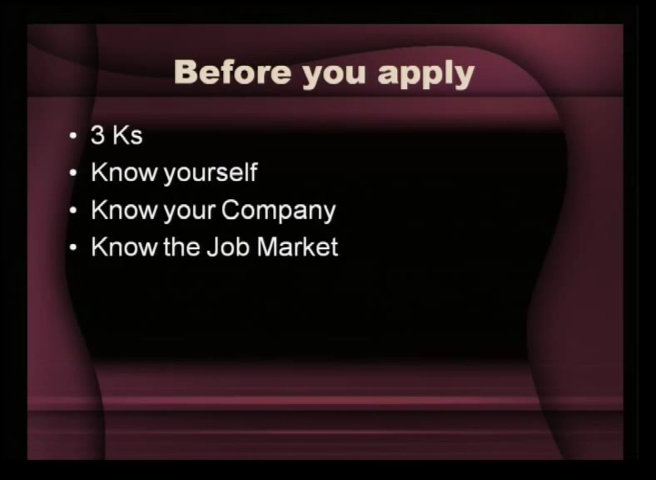 Before you apply
• 3 Ks
• Know yourself
• Know your Company
• Know the Job Market